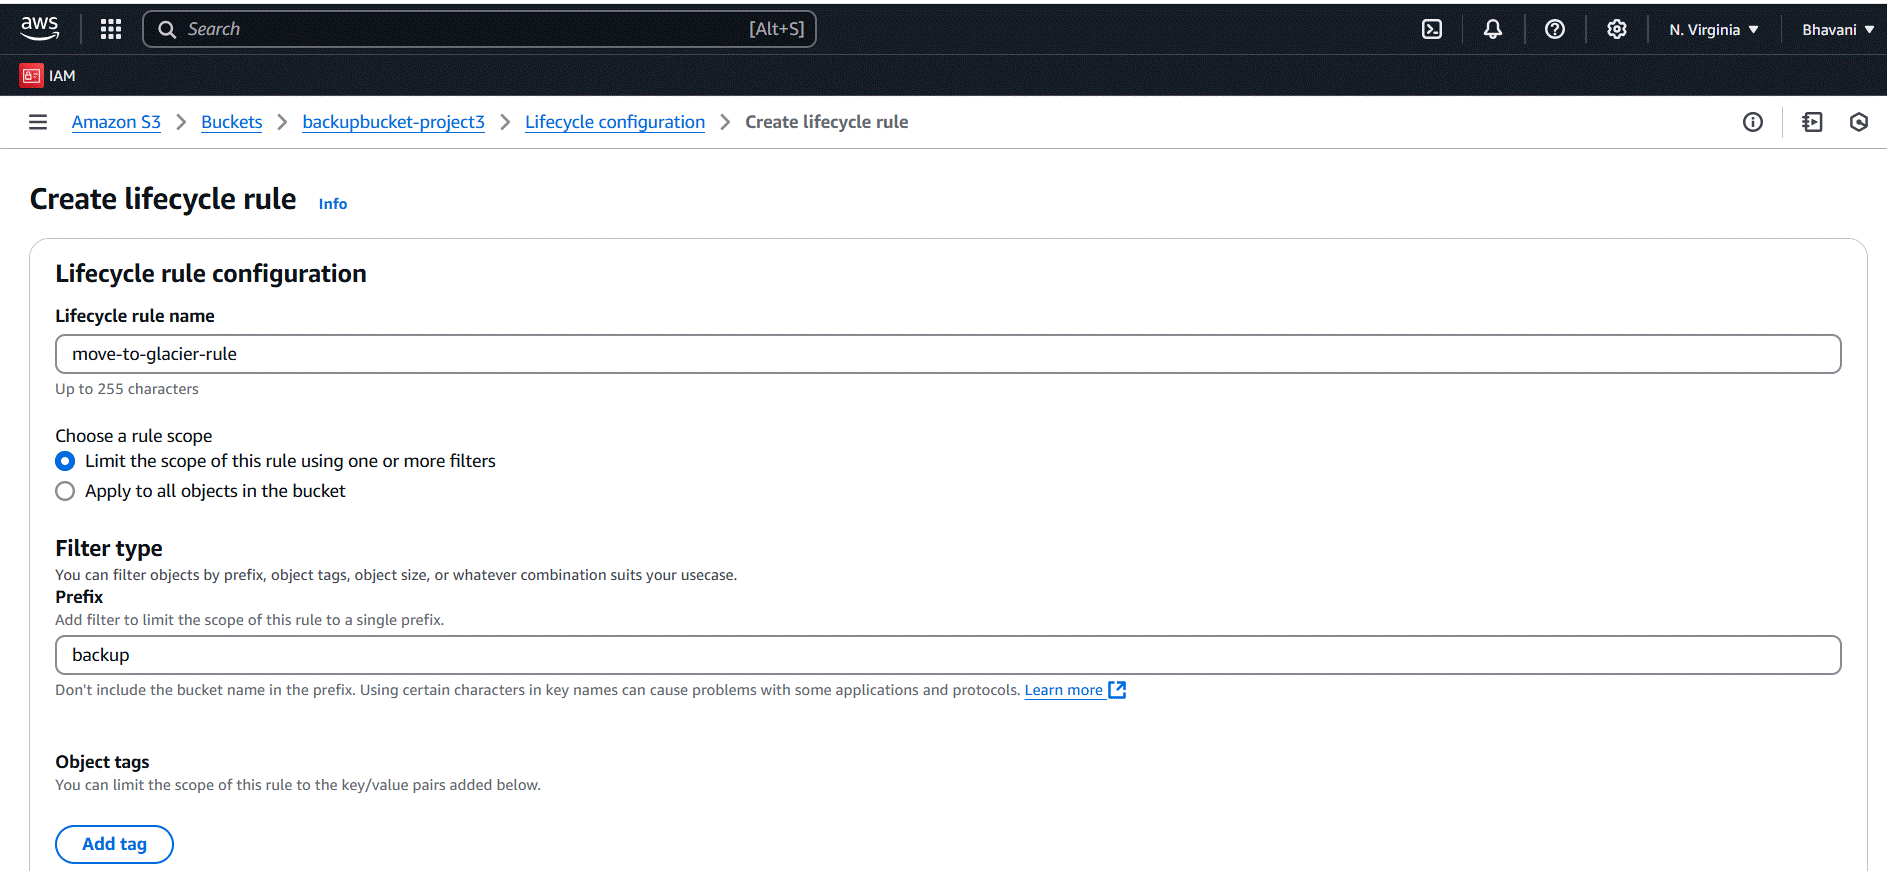 aws Search [Alt+S] N. Virginia Bhavani
IAM
Amazon S3 Buckets backupbucket-project3 Lifecycle configuration Create lifecycle rule
Create lifecycle rule Info
Lifecycle rule configuration
Lifecycle rule name
move-to-glacier-rule
Up to 255 characters
Choose a rule scope
Limit the scope of this rule using one or more filters
Apply to all objects in the bucket
Filter type
You can filter objects by prefix, object tags, object size, or whatever combination suits your usecase.
Prefix
Add filter to limit the scope of this rule to a single prefix.
backup
Don't include the bucket name in the prefix. Using certain characters in key names can cause problems with some applications and protocols. Learn more
Object tags
You can limit the scope of this rule to the key/value pairs added below.
Add tag